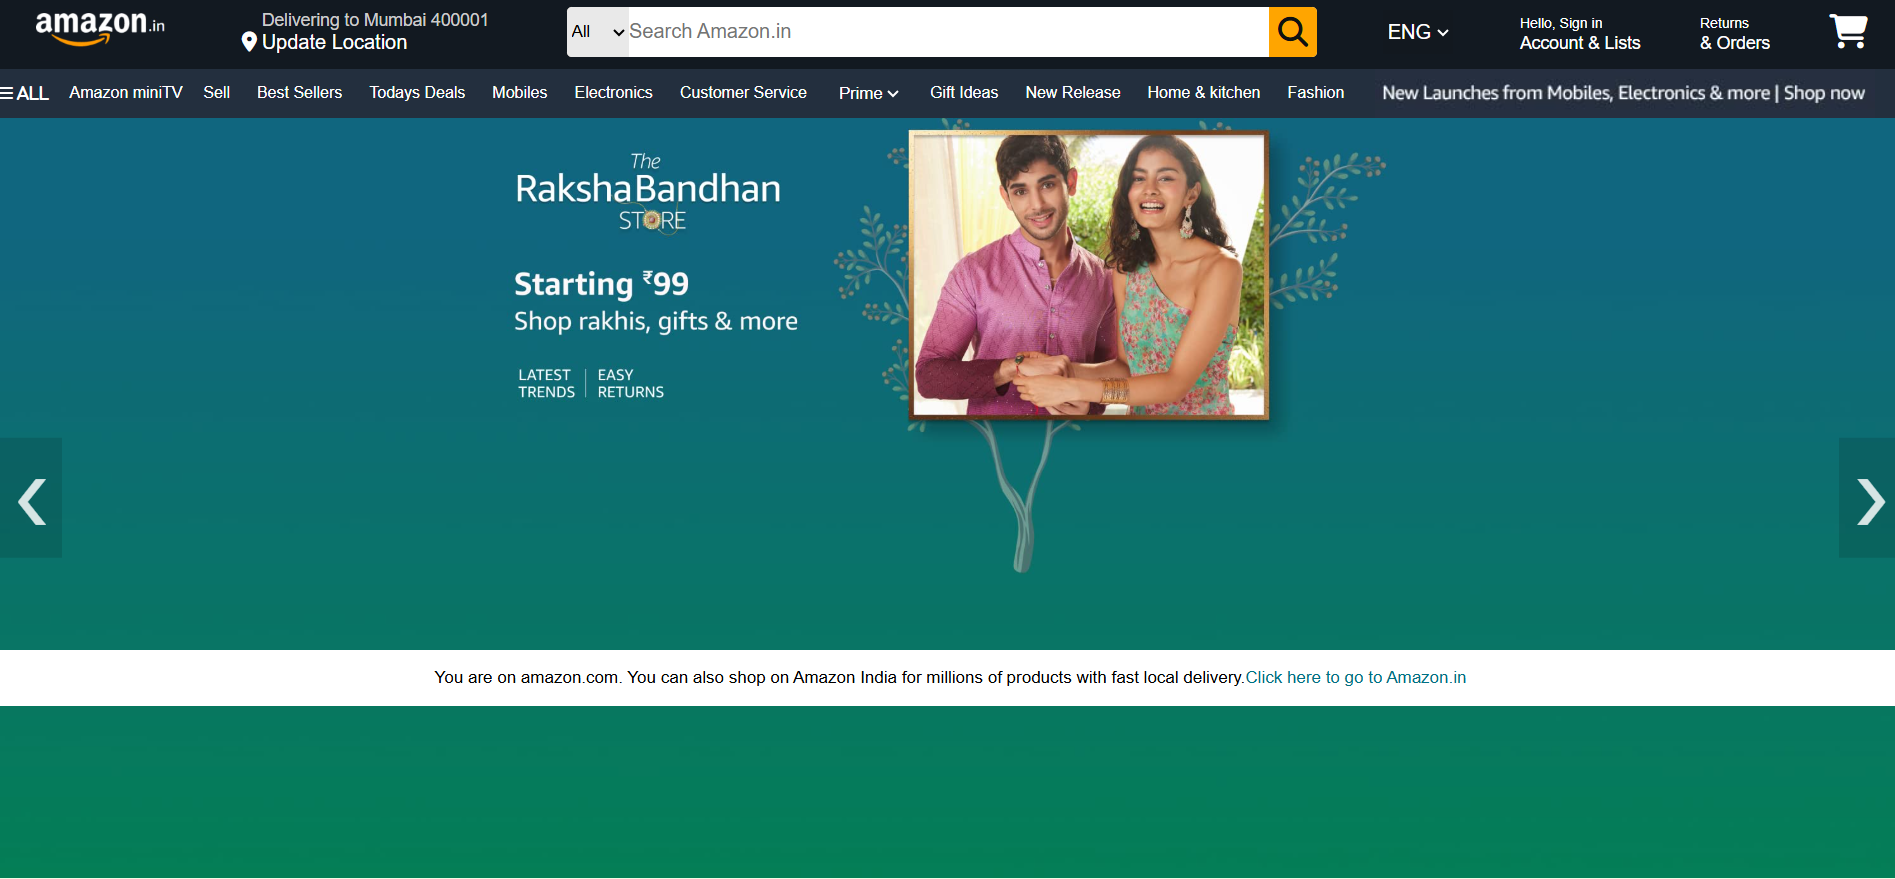 amazon.in
Delivering to Mumbai 400001
Update Location
All
Search Amazon.in
ENG
Hello, Sign in
Account & Lists
Returns
& Orders
ALL
Amazon miniTV
Sell
Best Sellers
Todays Deals
Mobiles
Electronics
Customer Service
Prime
Gift Ideas
New Release
Home & kitchen
Fashion
New Launches from Mobiles, Electronics & more | Shop now
The
RakshaBandhan
STORE
Starting ₹99
Shop rakhis, gifts & more
LATEST
TRENDS
EASY
RETURNS
You are on amazon.com. You can also shop on Amazon India for millions of products with fast local delivery.Click here to go to Amazon.in